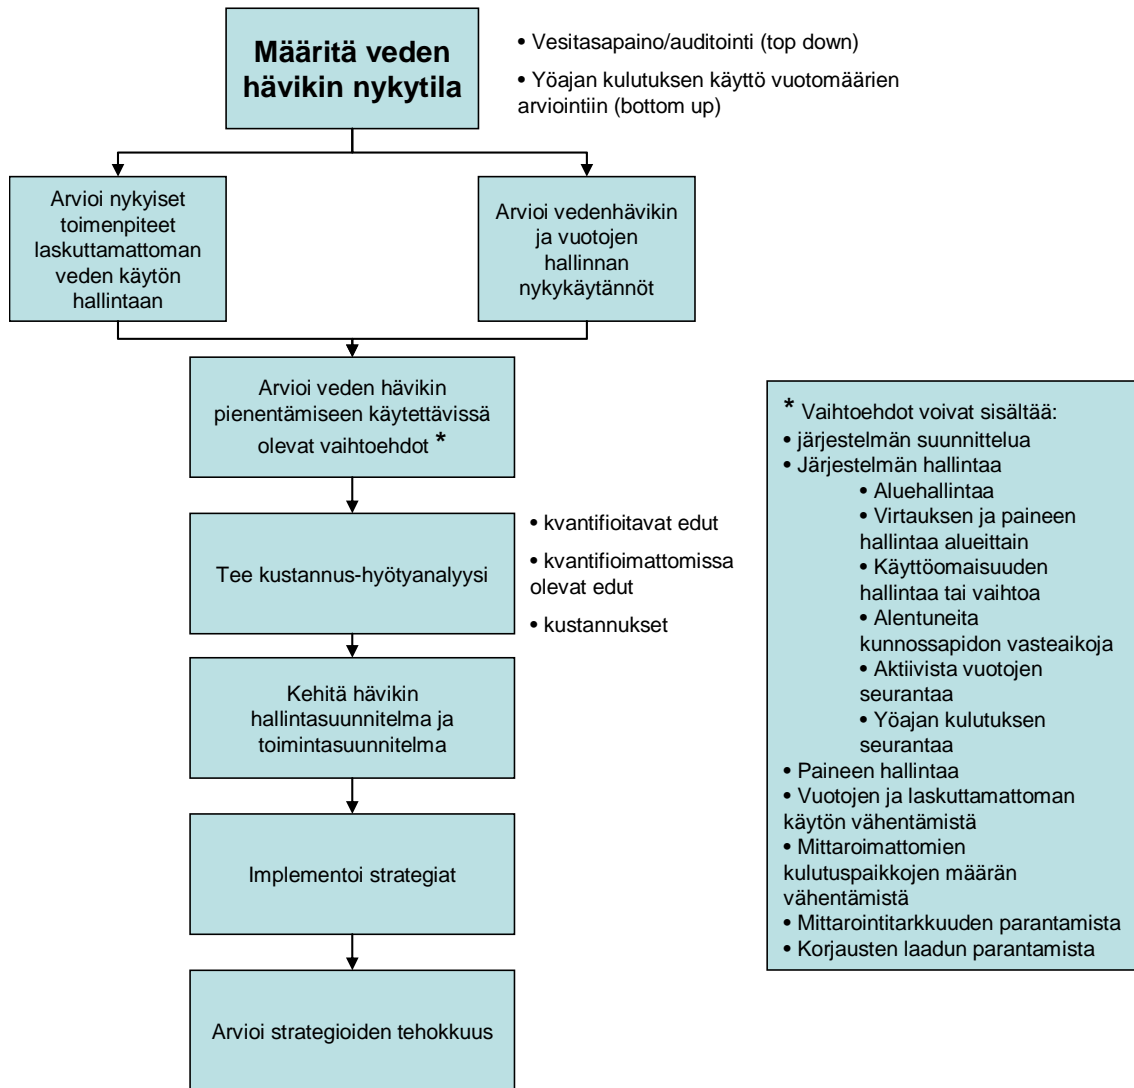 Määritä veden
hävikin nykytila
• Vesitasapaino/auditointi (top down)
• Yöajan kulutuksen käyttö vuotomäärien
arviointiin (bottom up)
Arvioi nykyiset
toimenpiteet
laskuttamattoman
veden käytön
hallintaan
Arvioi vedenhävikin
ja vuotojen
hallinnan
nykykäytännöt
Arvioi veden hävikin
pienentämiseen käytettävissä
olevat vaihtoehdot *
Tee kustannus-hyötyanalyysi
• kvantifioitavat edut
• kvantifioimattomissa
olevat edut
• kustannukset
Kehitä hävikin
hallintasuunnitelma ja
toimintasuunnitelma
Implementoi strategiat
Arvioi strategioiden tehokkuus
* Vaihtoehdot voivat sisältää:
• järjestelmän suunnittelua
• Järjestelmän hallintaa
• Aluehallintaa
• Virtauksen ja paineen
hallintaa alueittain
• Käyttöomaisuuden
hallintaa tai vaihtoa
• Alentuneita
kunnossapidon vasteaikoja
• Aktiivista vuotojen
seurantaa
• Yöajan kulutuksen
seurantaa
• Paineen hallintaa
• Vuotojen ja laskuttamattoman
käytön vähentämistä
• Mittaroimattomien
kulutuspaikkojen määrän
vähentämistä
• Mittarointitarkkuuden parantamista
• Korjausten laadun parantamista